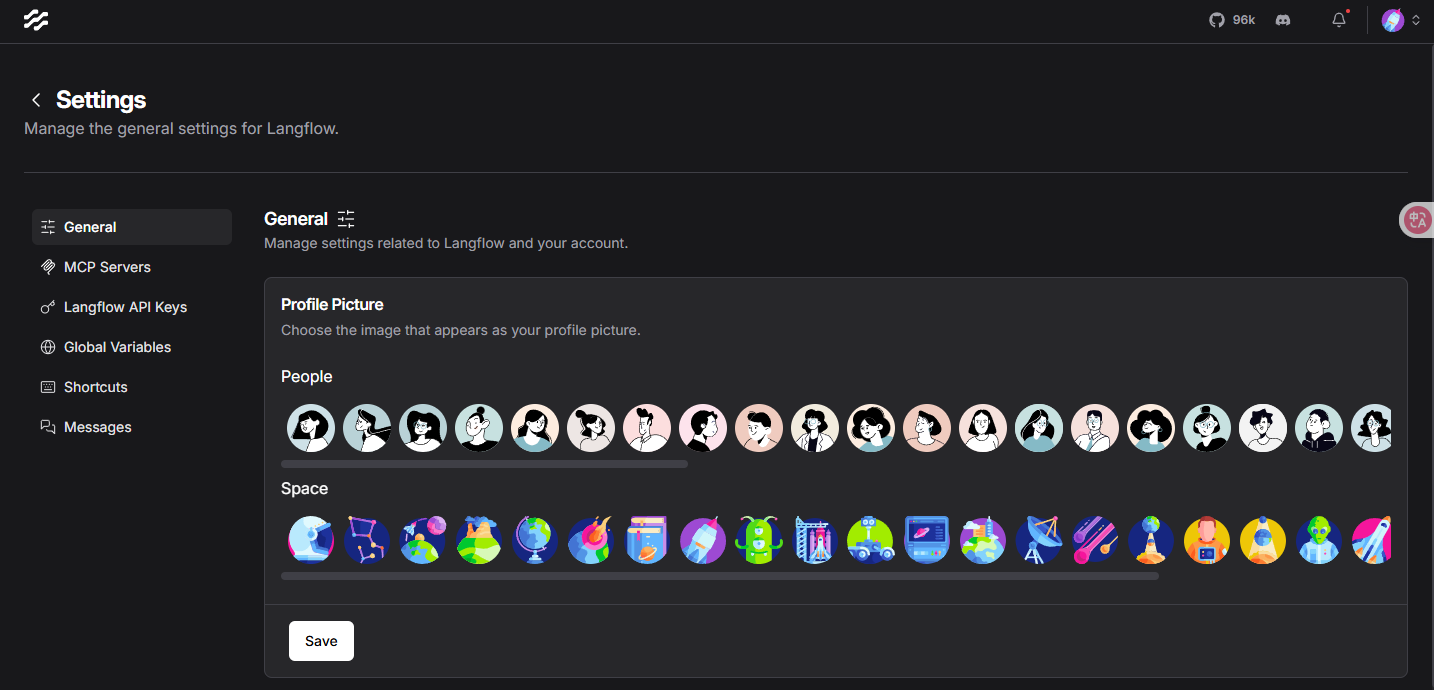 96k
Settings
Manage the general settings for Langflow.
General
MCP Servers
Langflow API Keys
Global Variables
Shortcuts
Messages
General
Manage settings related to Langflow and your account.
Profile Picture
Choose the image that appears as your profile picture.
People
Space
Save
中A